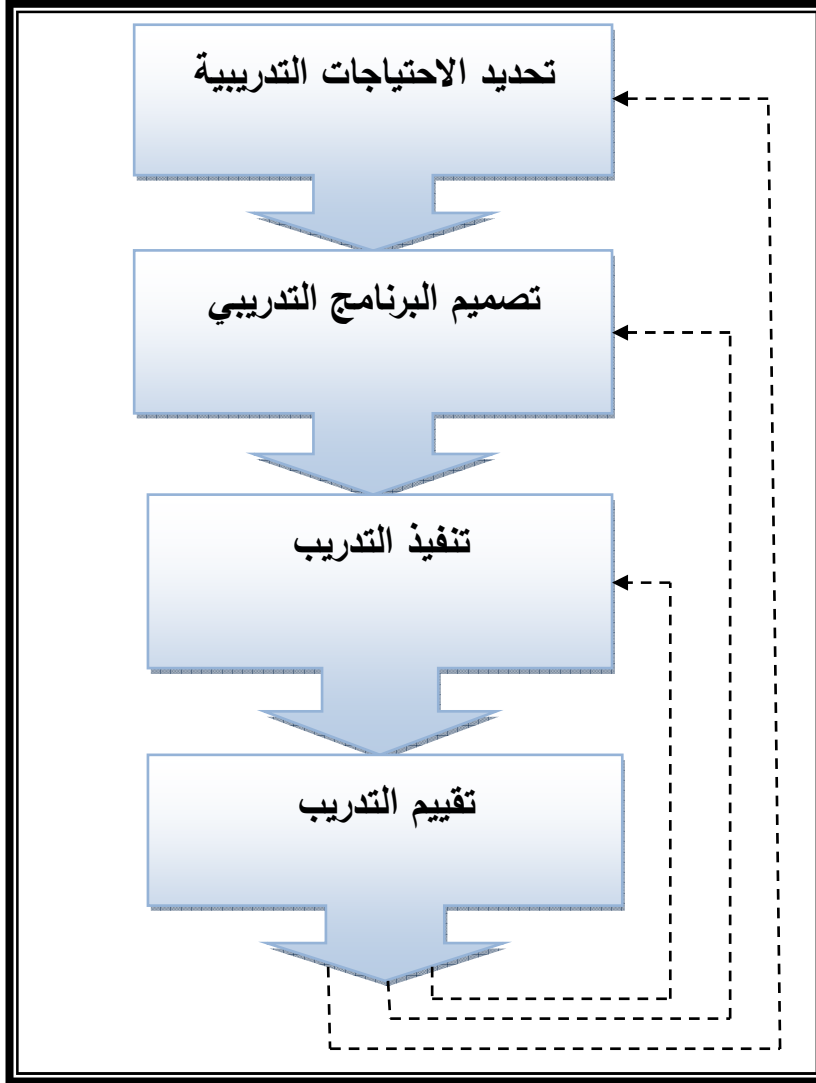 تحديد الاحتياجات التدريبية
تصميم البرنامج التدريبي
تنفيذ التدريب
تقييم التدريب